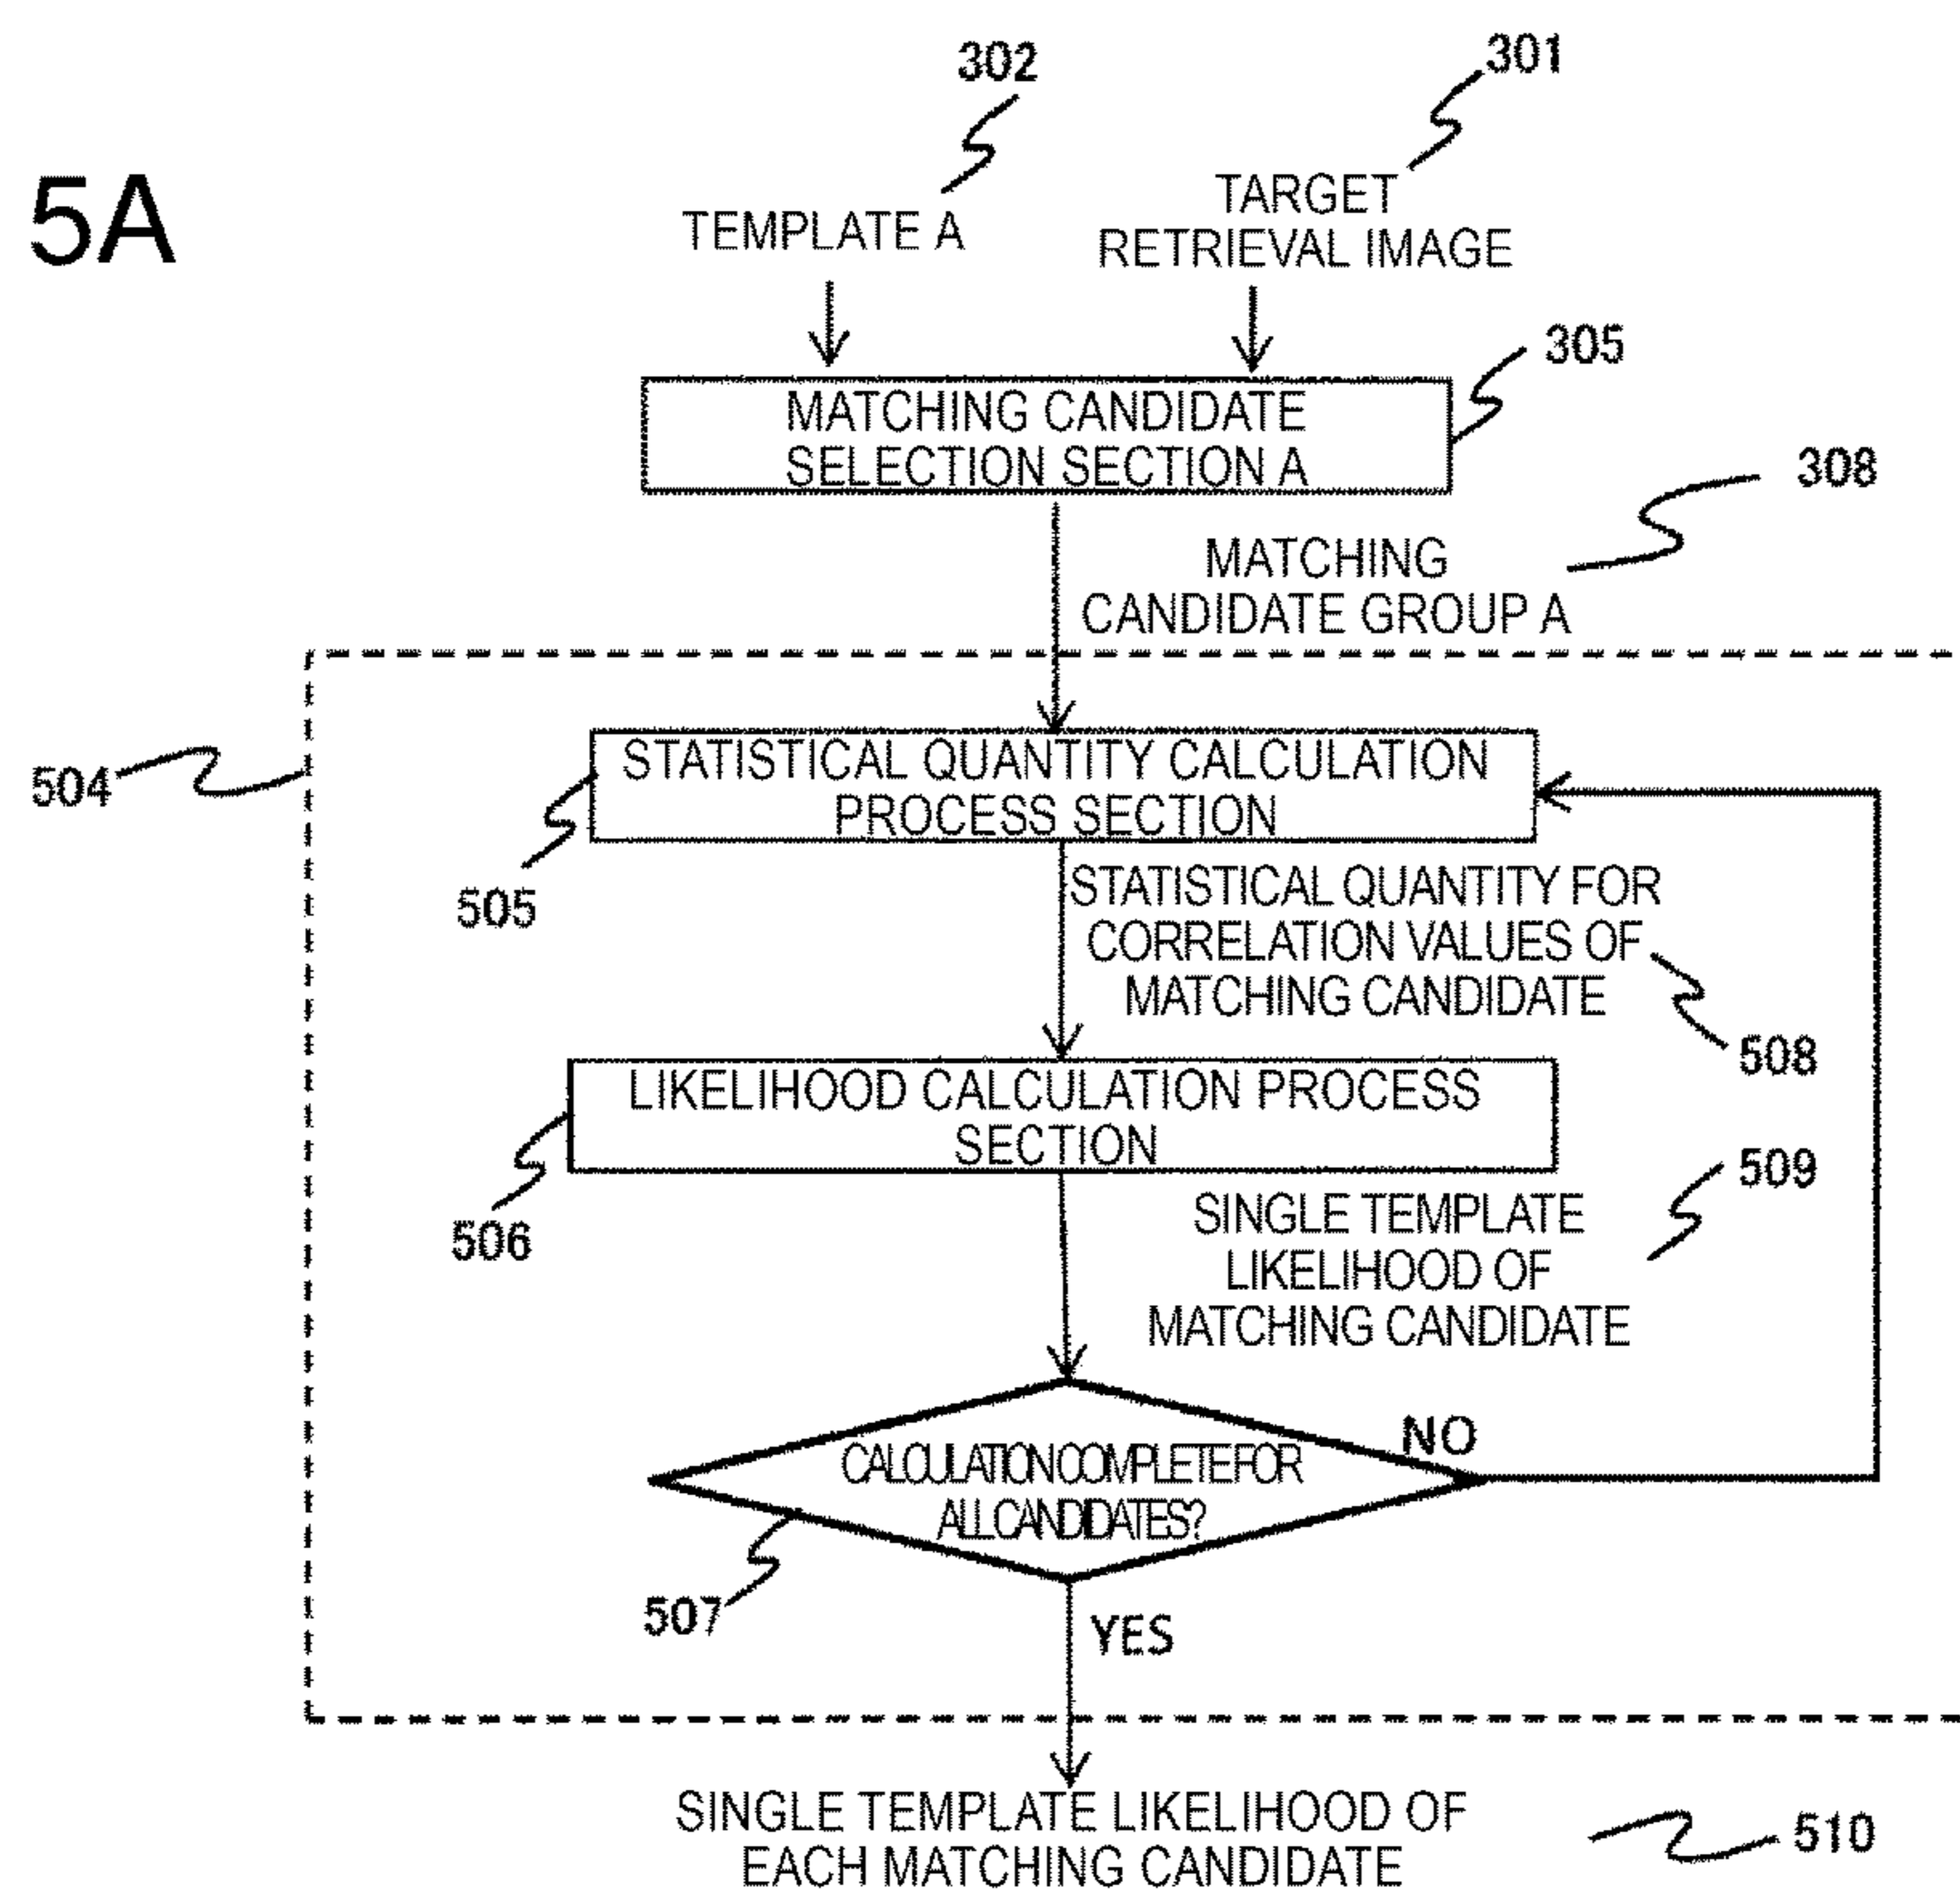 302
301
5A
TEMPLATE A
TARGET
RETRIEVAL IMAGE
305
MATCHING CANDIDATE
SELECTION SECTION A
308
MATCHING
CANDIDATE GROUP A
504
STATISTICAL QUANTITY CALCULATION
PROCESS SECTION
505
STATISTICAL QUANTITY FOR
CORRELATION VALUES OF
MATCHING CANDIDATE
508
LIKELIHOOD CALCULATION PROCESS
SECTION
506
509
SINGLE TEMPLATE
LIKELIHOOD OF
MATCHING CANDIDATE
NO
CALCULATION COMPLETE FOR
ALL CANDIDATES?
507
YES
SINGLE TEMPLATE LIKELIHOOD OF
EACH MATCHING CANDIDATE
510